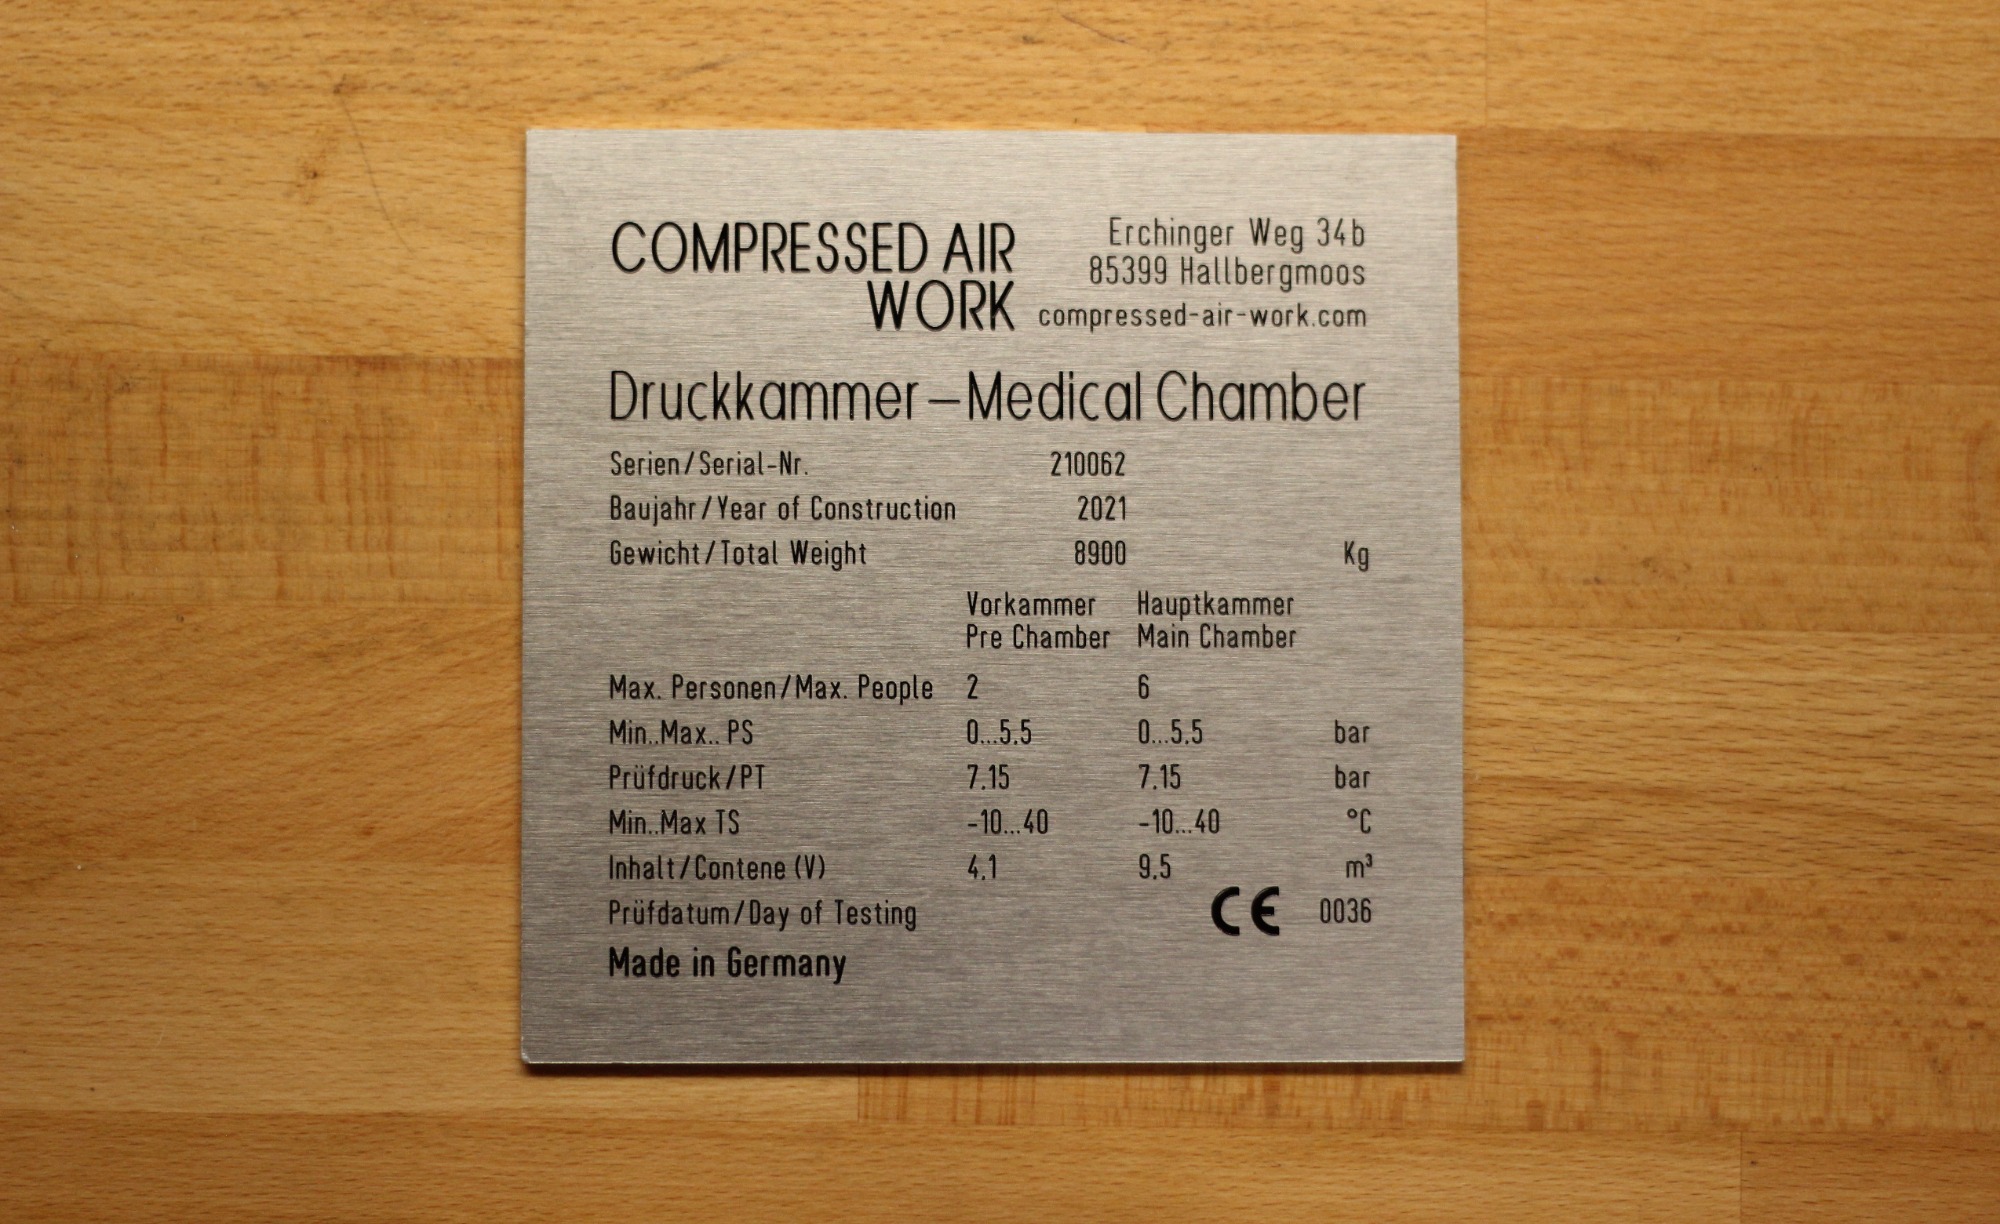 COMPRESSED AIR
WORK
Erchinger Weg 34b
85399 Hallbergmoos
compressed-air-work.com
Druckkammer – Medical Chamber
Serien/Serial-Nr. 210062
Baujahr/Year of Construction 2021
Gewicht/Total Weight 8900 Kg
Vorkammer Hauptkammer
Pre Chamber Main Chamber
Max. Personen/Max. People 2 6
Min..Max.. PS 0...5.5 0...5.5 bar
Prüfdruck/PT 7.15 7.15 bar
Min..Max TS -10...40 -10...40 °C
Inhalt/Contene (V) 4.1 9.5 m³
Prüfdatum/Day of Testing CE 0036
Made in Germany